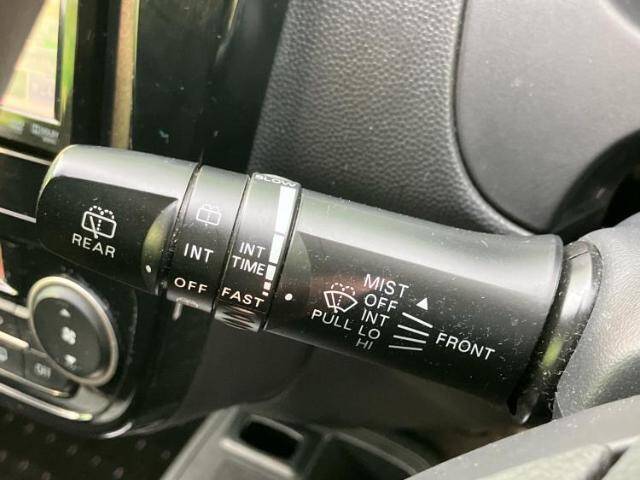 REAR
INT
OFF
SLOW
INT
TIME
FAST
MIST
OFF
INT
PULL LO
HI
FRONT